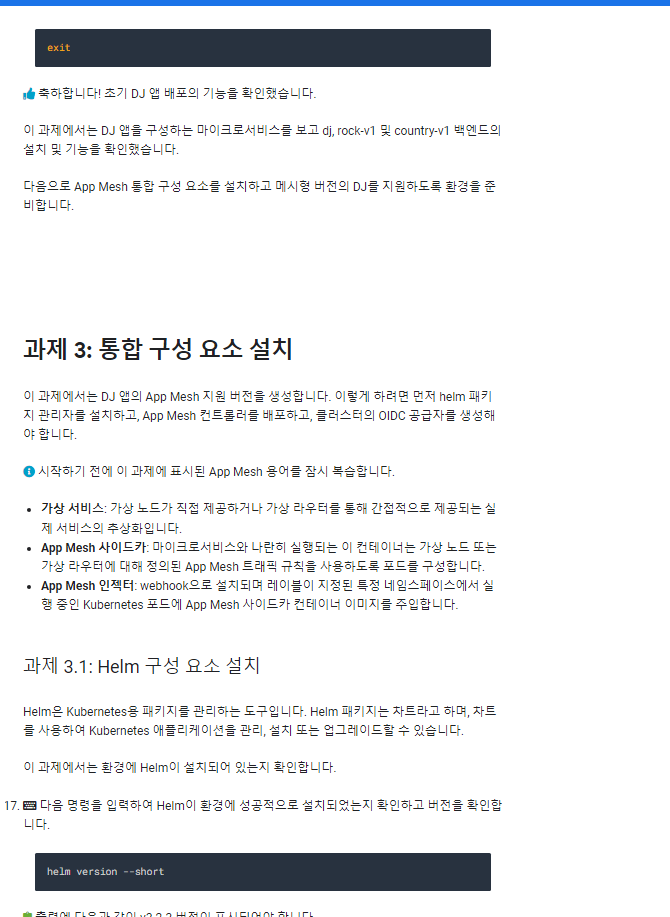 exit
축하합니다! 초기 DJ 앱 배포의 기능을 확인했습니다.
이 과제에서는 DJ 앱을 구성하는 마이크로서비스를 보고 dj, rock-v1 및 country-v1 백엔드의
설치 및 기능을 확인했습니다.
다음으로 App Mesh 통합 구성 요소를 설치하고 메시형 버전의 DJ를 지원하도록 환경을 준
비합니다.
과제 3: 통합 구성 요소 설치
이 과제에서는 DJ 앱의 App Mesh 지원 버전을 생성합니다. 이렇게 하려면 먼저 helm 패키
지 관리자를 설치하고, App Mesh 컨트롤러를 배포하고, 클러스터의 OIDC 공급자를 생성해
야 합니다.
시작하기 전에 이 과제에 표시된 App Mesh 용어를 잠시 복습합니다.
• 가상 서비스: 가상 노드가 직접 제공하거나 가상 라우터를 통해 간접적으로 제공되는 실
제 서비스의 추상화입니다.
• App Mesh 사이드카: 마이크로서비스와 나란히 실행되는 이 컨테이너는 가상 노드 또는
가상 라우터에 대해 정의된 App Mesh 트래픽 규칙을 사용하도록 포드를 구성합니다.
• App Mesh 인젝터: webhook으로 설치되며 레이블이 지정된 특정 네임스페이스에서 실
행 중인 Kubernetes 포드에 App Mesh 사이드카 컨테이너 이미지를 주입합니다.
과제 3.1: Helm 구성 요소 설치
Helm은 Kubernetes용 패키지를 관리하는 도구입니다. Helm 패키지는 차트라고 하며, 차트
를 사용하여 Kubernetes 애플리케이션을 관리, 설치 또는 업그레이드할 수 있습니다.
이 과제에서는 환경에 Helm이 설치되어 있는지 확인합니다.
17. 다음 명령을 입력하여 Helm이 환경에 성공적으로 설치되었는지 확인하고 버전을 확인합
니다.
helm version --short
출력에 다음과 같이 버전이 표시되어야 합니다.